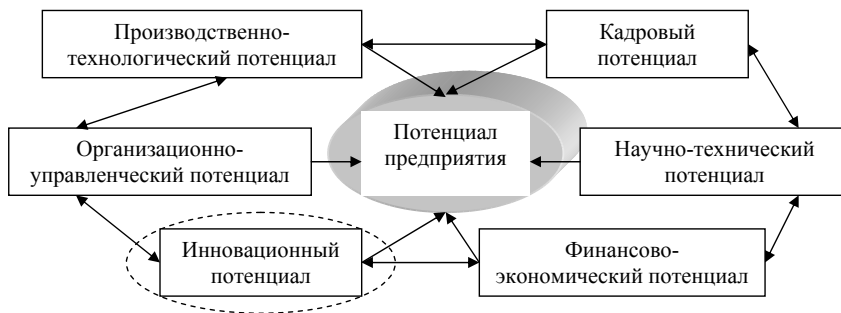 Производственно-
технологический потенциал
Кадровый
потенциал
Потенциал
предприятия
Организационно-
управленческий потенциал
Научно-технический
потенциал
Инновационный
потенциал
Финансово-
экономический потенциал